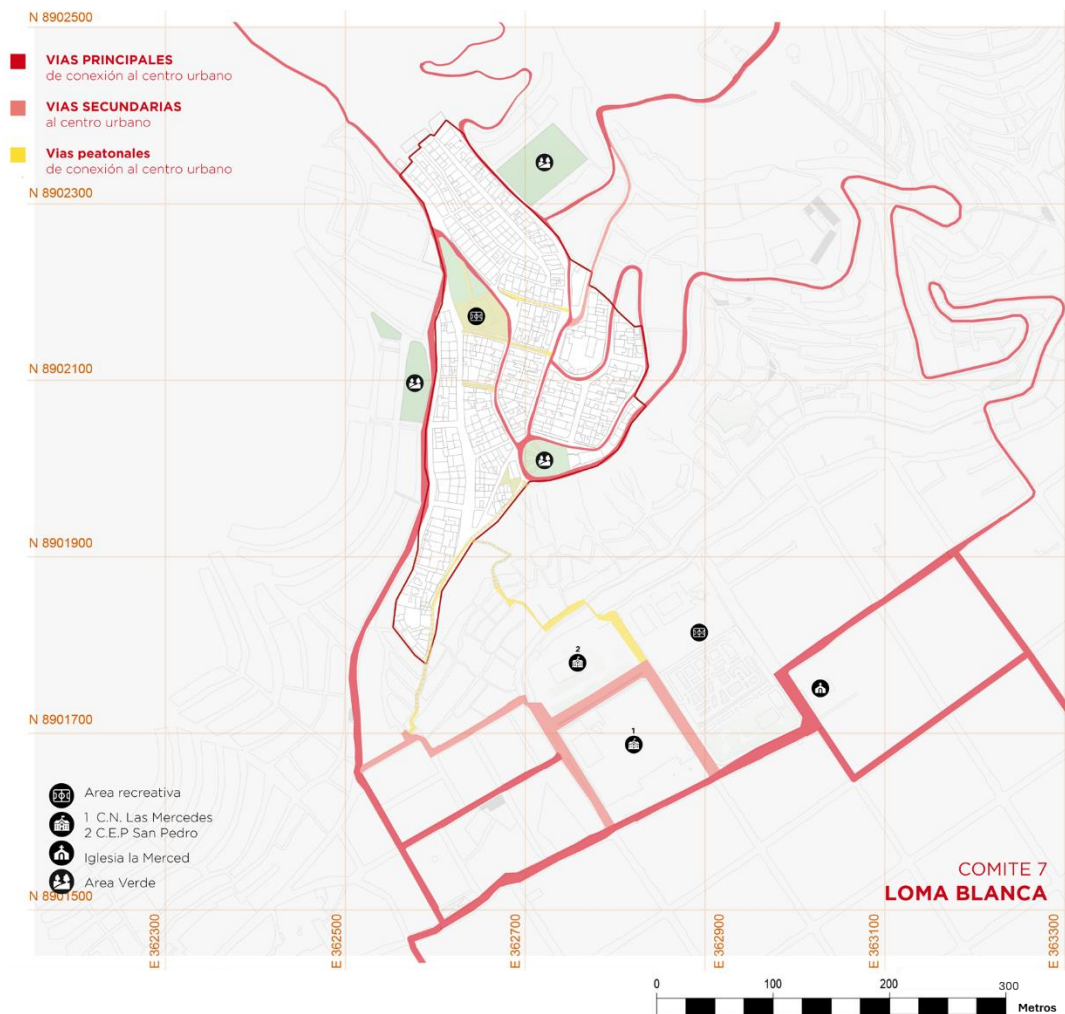 N 8902500
VIAS PRINCIPALES
de conexión al centro urbano
VIAS SECUNDARIAS
al centro urbano
Vias peatonales
de conexión al centro urbano
N 8902300
N 8902100
N 8901900
2
1
N 8901700
Area recreativa
1 C.N. Las Mercedes
2 C.E.P San Pedro
Iglesia la Merced
Area Verde
COMITE 7
LOMA BLANCA
N 8901500
E 362300
E 362500
E 362700
E 362900
E 363100
E 363300
0
100
200
300
Metros